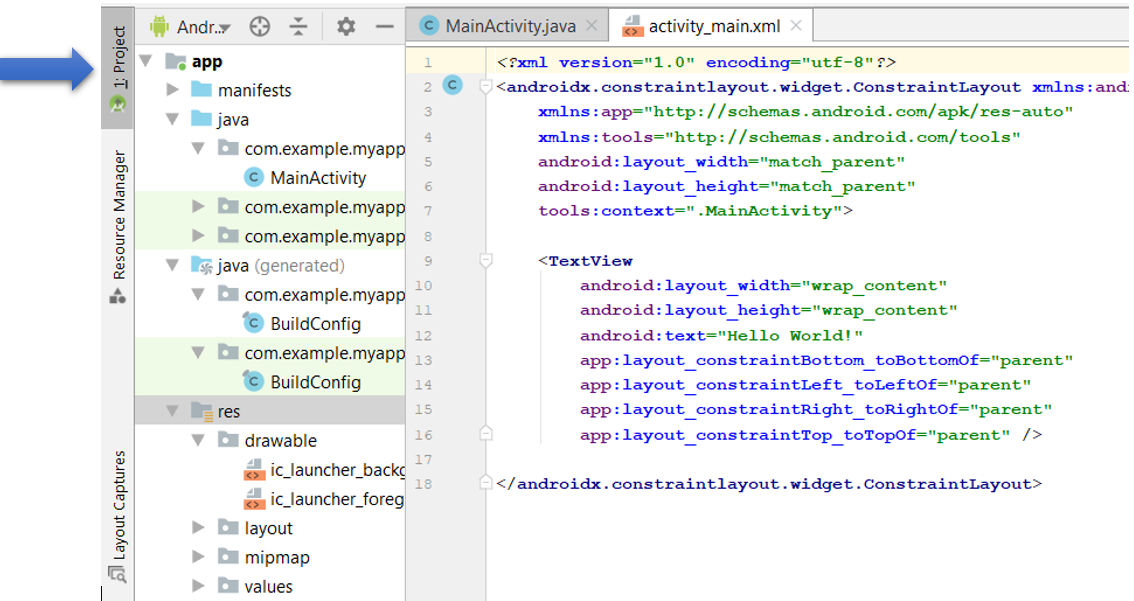 1: Project
Resource Manager
Layout Captures
Andr..
app
manifests
java
com.example.myapp
MainActivity
com.example.myapp
com.example.myapp
java (generated)
com.example.myapp
BuildConfig
com.example.myapp
BuildConfig
res
drawable
ic_launcher_backg
ic_launcher_foreg
layout
mipmap
values
MainActivity.java
activity_main.xml
1 <?xml version="1.0" encoding="utf-8"?>
2 <androidx.constraintlayout.widget.ConstraintLayout xmlns:andr
3 xmlns:app="http://schemas.android.com/apk/res-auto"
4 xmlns:tools="http://schemas.android.com/tools"
5 android:layout_width="match_parent"
6 android:layout_height="match_parent"
7 tools:context=".MainActivity">
8
9 <TextView
10 android:layout_width="wrap_content"
11 android:layout_height="wrap_content"
12 android:text="Hello World!"
13 app:layout_constraintBottom_toBottomOf="parent"
14 app:layout_constraintLeft_toLeftOf="parent"
15 app:layout_constraintRight_toRightOf="parent"
16 app:layout_constraintTop_toTopOf="parent" />
17
18 </androidx.constraintlayout.widget.ConstraintLayout>